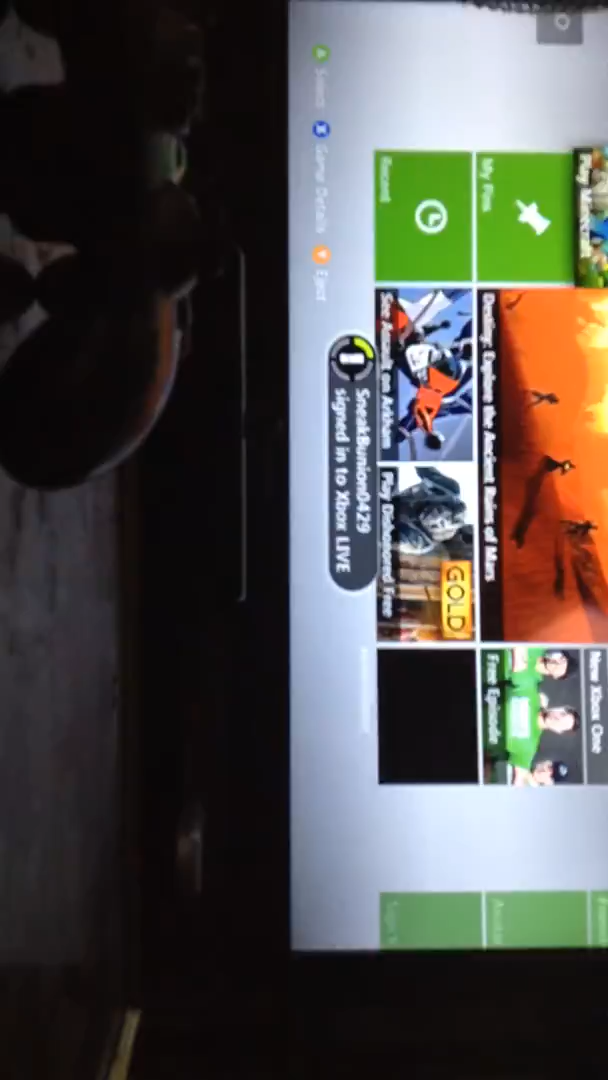 Play M
My Pins
Recent
Destiny: Explore the Ancient Ruins of Mars
See Assault on Arkham
Play Dishonored Free
GOLD
New Xbox One
Free Episode
SneakBunion0429
signed in to Xbox LIVE
A Select X Game Details Y Eject